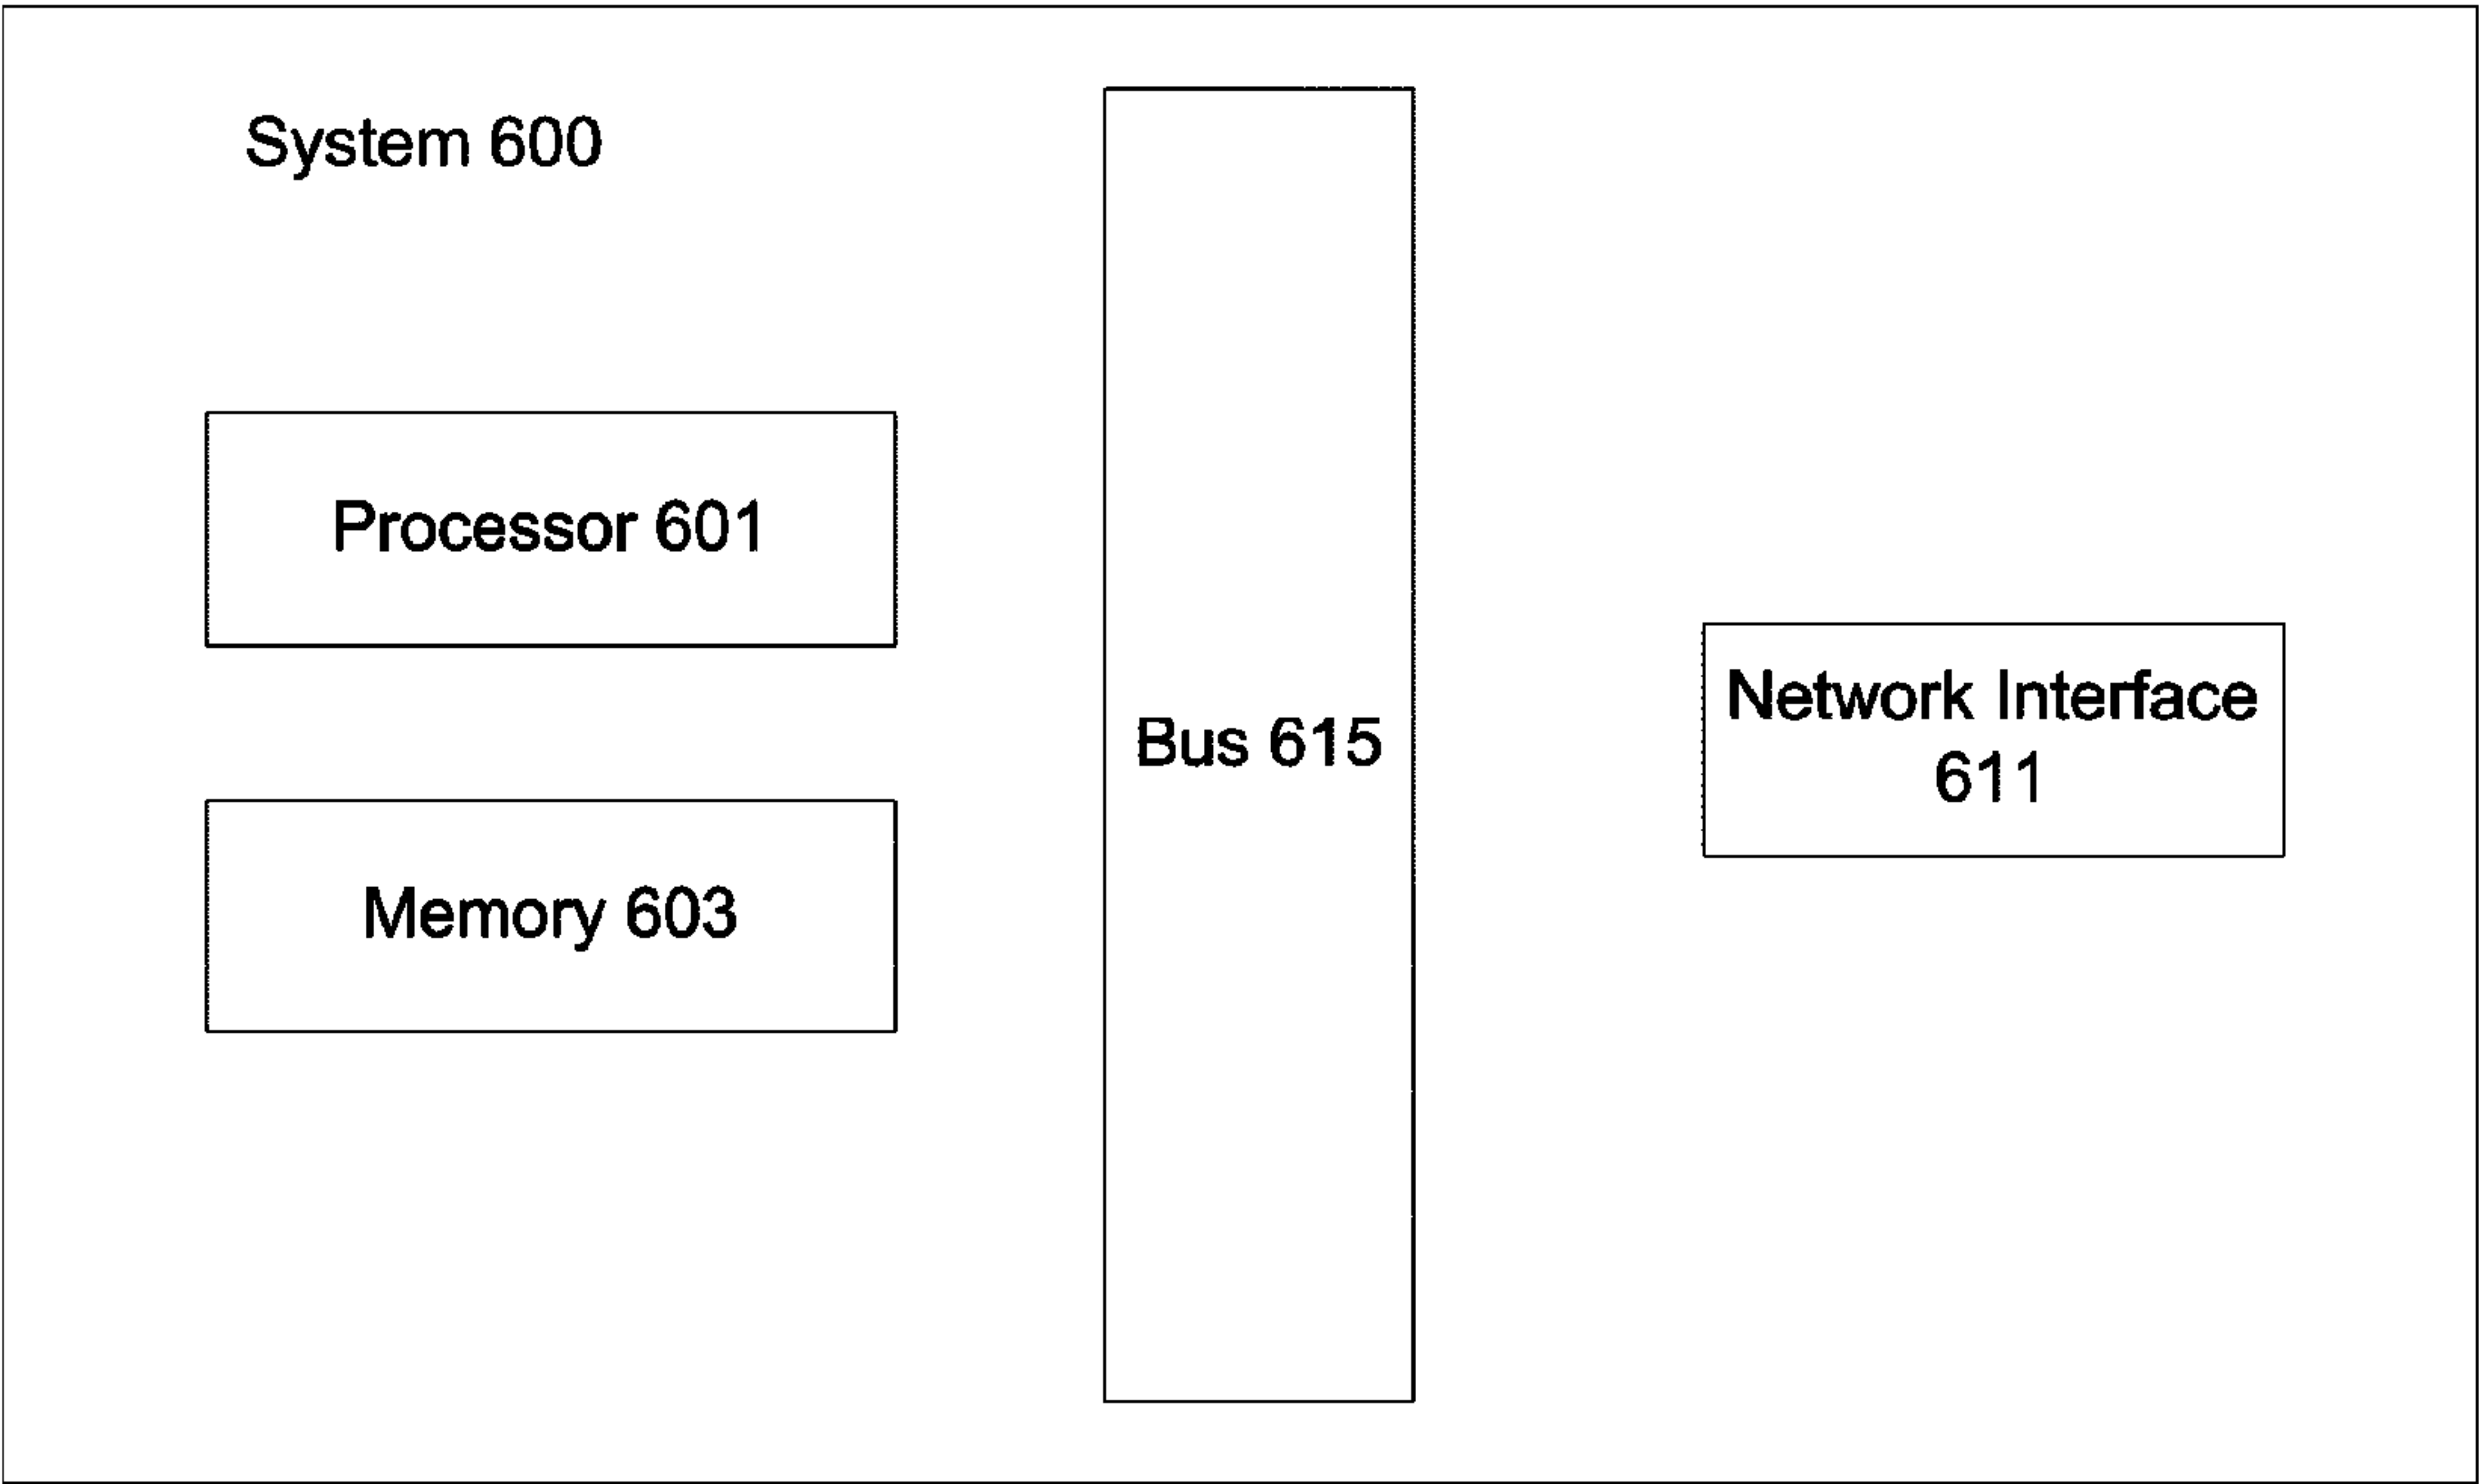 System 600
Processor 601
Memory 603
Bus 615
Network Interface
611